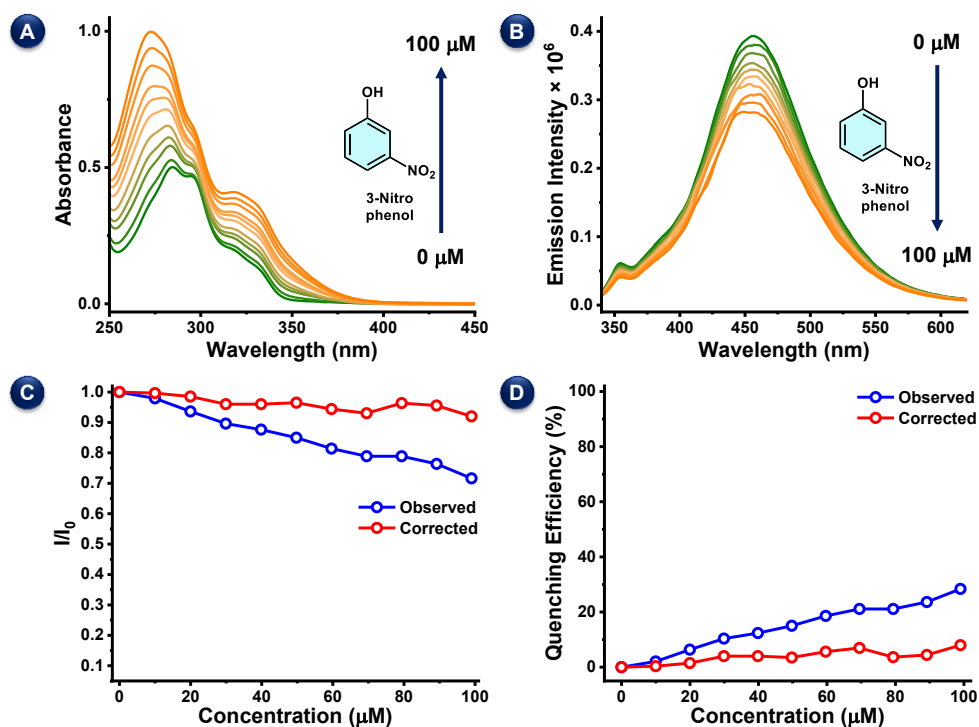 A
1.0
0.5
0.0
Absorbance
100 μM
OH
NO2
3-Nitro
phenol
0 μM
250 300 350 400 450
Wavelength (nm)
B
0.4
0.3
0.2
0.1
0.0
Emission Intensity × 10⁶
0 μM
OH
NO2
3-Nitro
phenol
100 μM
350 400 450 500 550 600
Wavelength (nm)
C
1.0
0.9
0.8
0.7
0.6
0.5
0.4
0.3
0.2
0.1
I/I0
Observed
Corrected
0 20 40 60 80 100
Concentration (μM)
D
100
80
60
40
20
0
Quenching Efficiency (%)
Observed
Corrected
0 20 40 60 80 100
Concentration (μM)